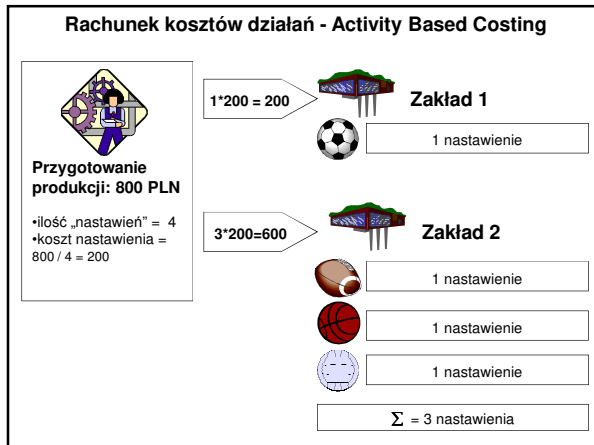 Rachunek kosztów działań - Activity Based Costing
Przygotowanie
produkcji: 800 PLN
•ilość „nastawień” = 4
•koszt nastawienia =
800 / 4 = 200
1*200 = 200
Zakład 1
1 nastawienie
3*200=600
Zakład 2
1 nastawienie
1 nastawienie
1 nastawienie
Σ = 3 nastawienia